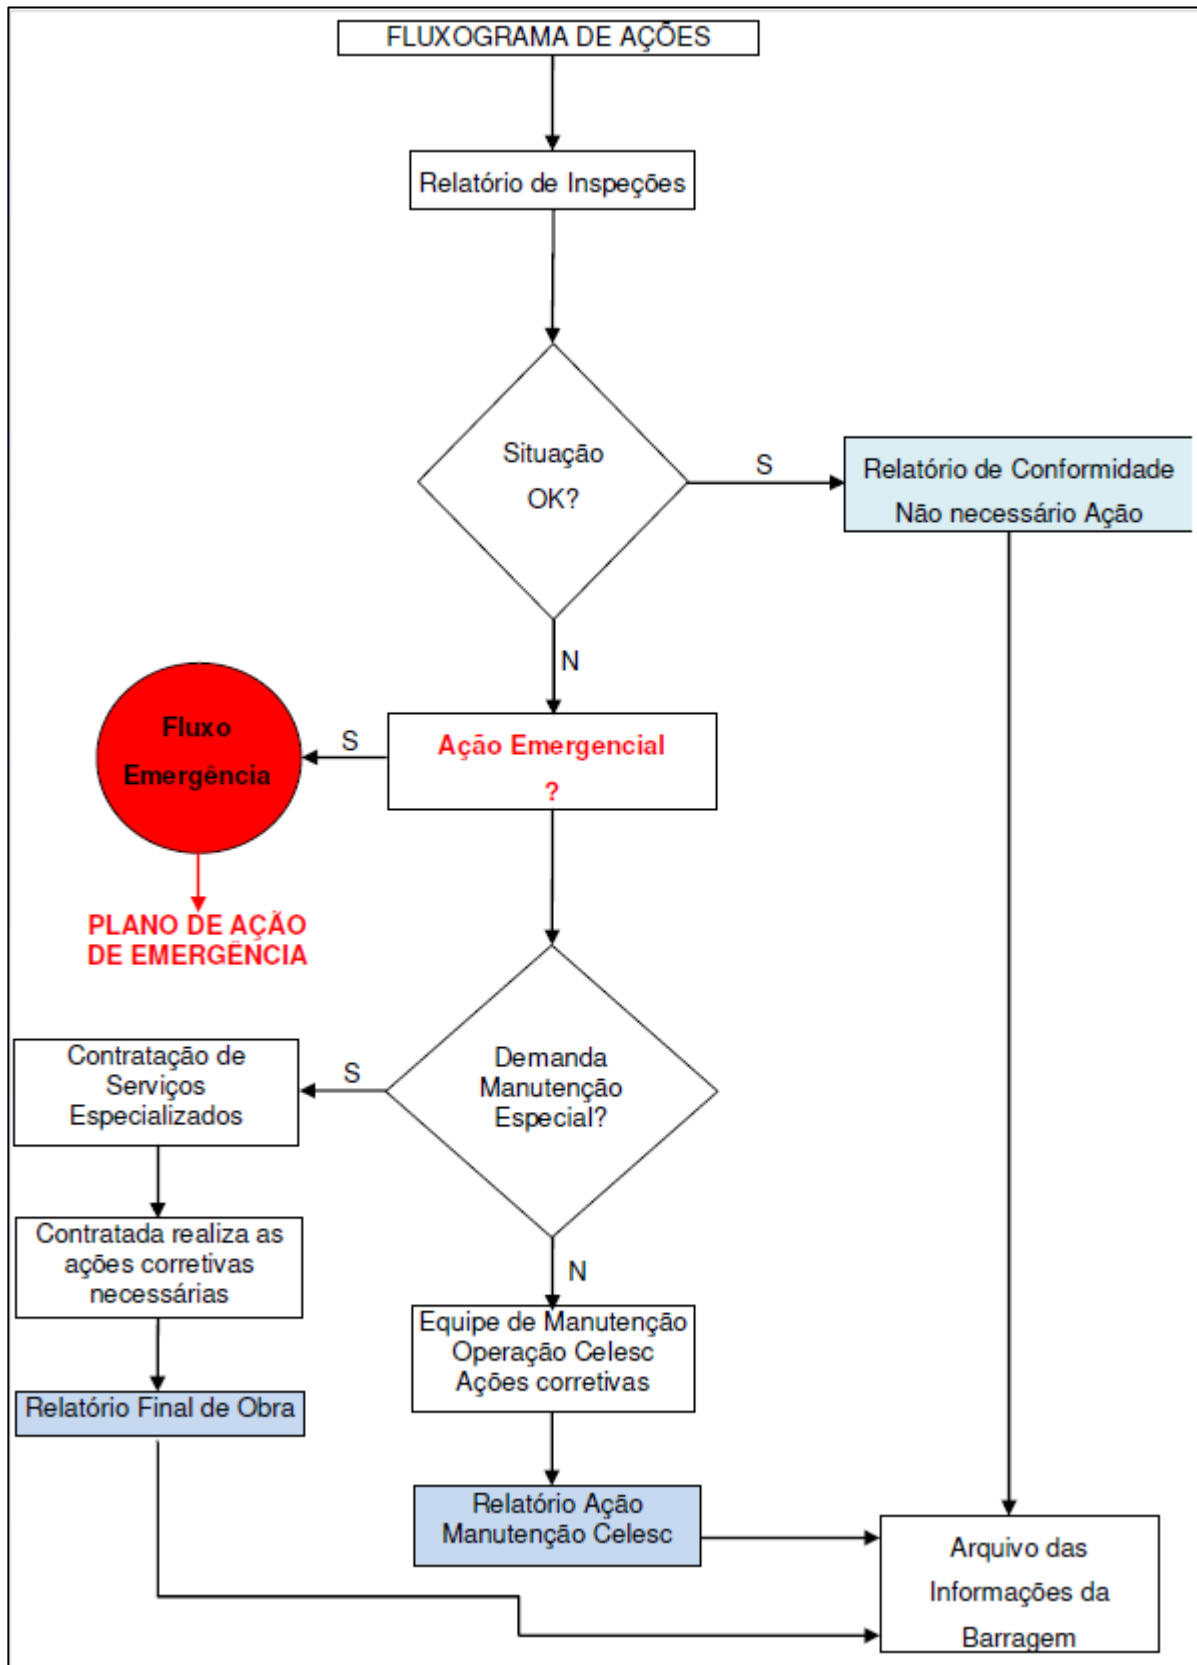 FLUXOGRAMA DE AÇÕES
Relatório de Inspeções
Situação
OK?
S
Relatório de Conformidade
Não necessário Ação
N
Fluxo
Emergência
S
Ação Emergencial
?
PLANO DE AÇÃO
DE EMERGÊNCIA
Contratação de
Serviços
Especializados
S
Demanda
Manutenção
Especial?
Contratada realiza as
ações corretivas
necessárias
N
Equipe de Manutenção
Operação Celesc
Ações corretivas
Relatório Final de Obra
Relatório Ação
Manutenção Celesc
Arquivo das
Informações da
Barragem